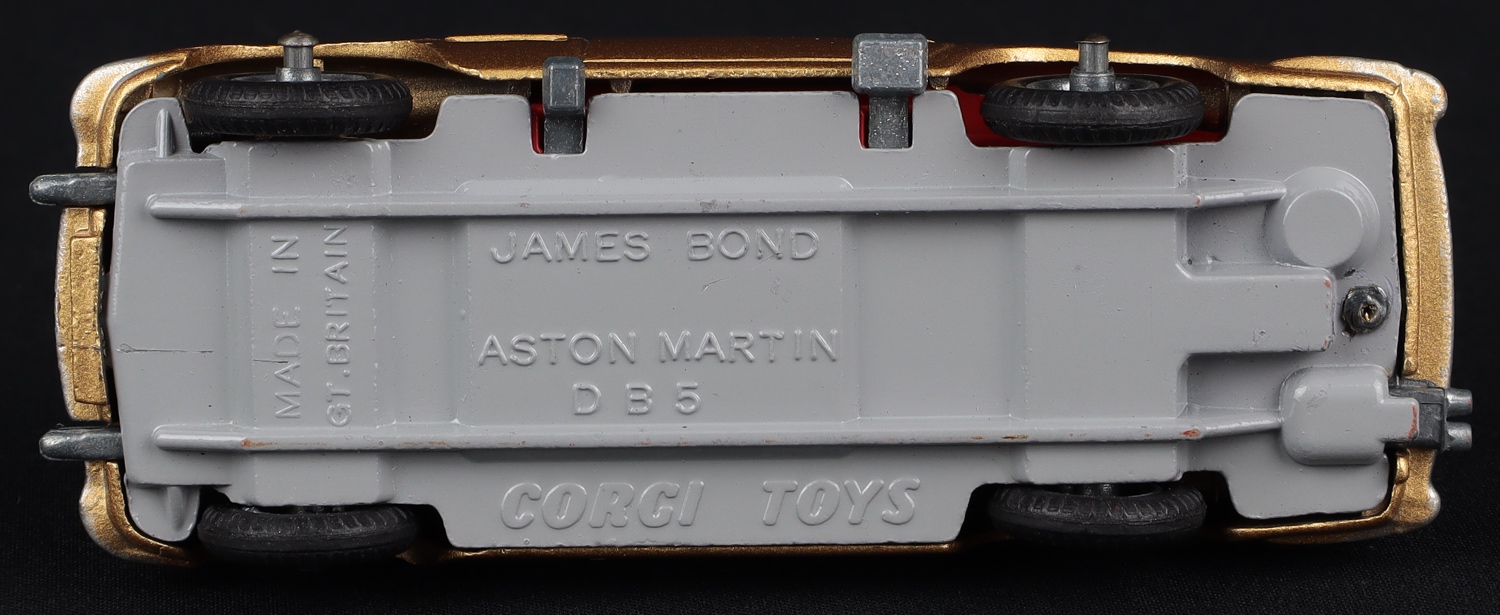 MADE IN
GT. BRITAIN
JAMES BOND
ASTON MARTIN
D B 5
CORGI TOYS